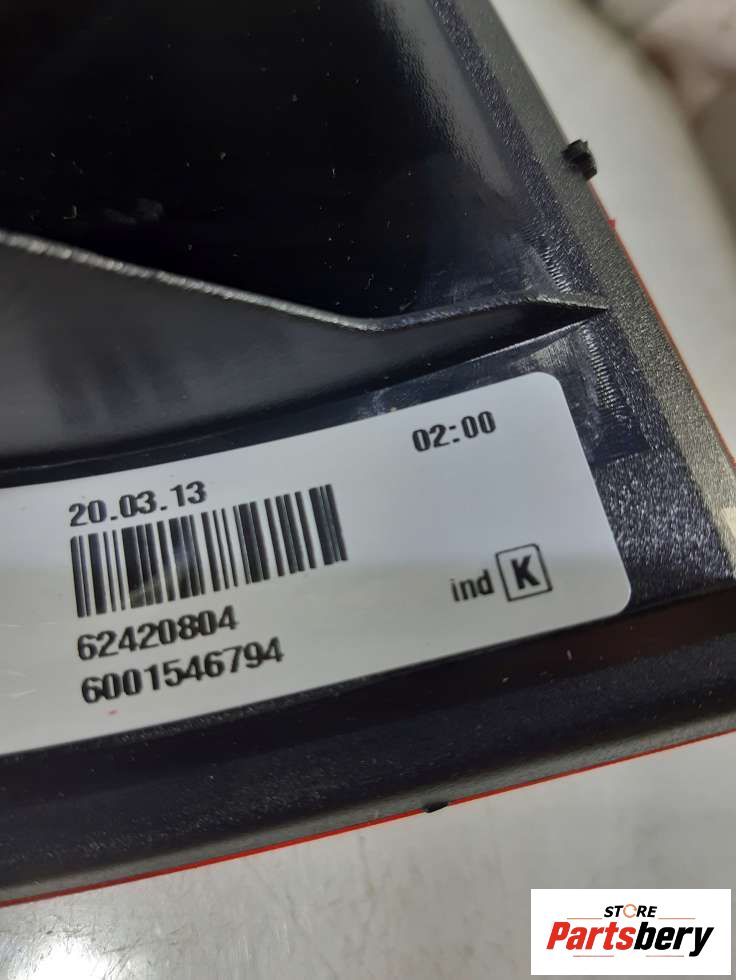 02:00
20.03.13
62420804
6001546794
ind K
STORE
Partsbery